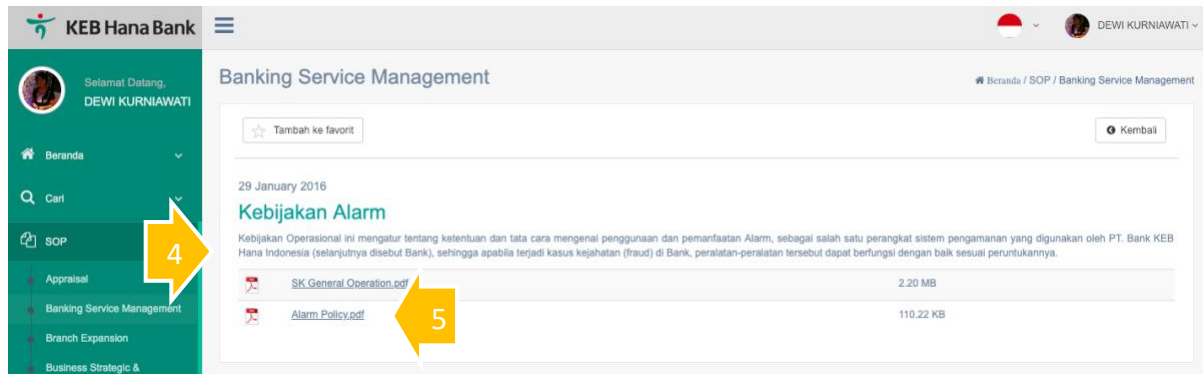 KEB Hana Bank
DEWI KURNIAWATI
Selamat Datang,
DEWI KURNIAWATI
Banking Service Management
Beranda / SOP / Banking Service Management
Tambah ke favorit
Kembali
Beranda
Cari
SOP
Appraisal
Banking Service Management
Branch Expansion
Business Strategic &
29 January 2016
Kebijakan Alarm
Kebijakan Operasional ini mengatur tentang ketentuan dan tata cara mengenai penggunaan dan pemanfaatan Alarm, sebagai salah satu perangkat sistem pengamanan yang digunakan oleh PT. Bank KEB
Hana Indonesia (selanjutnya disebut Bank), sehingga apabila terjadi kasus kejahatan (fraud) di Bank, peralatan-peralatan tersebut dapat berfungsi dengan baik sesuai peruntukannya.
4
SK General Operation.pdf
2.20 MB
Alarm Policy.pdf
110.22 KB
5